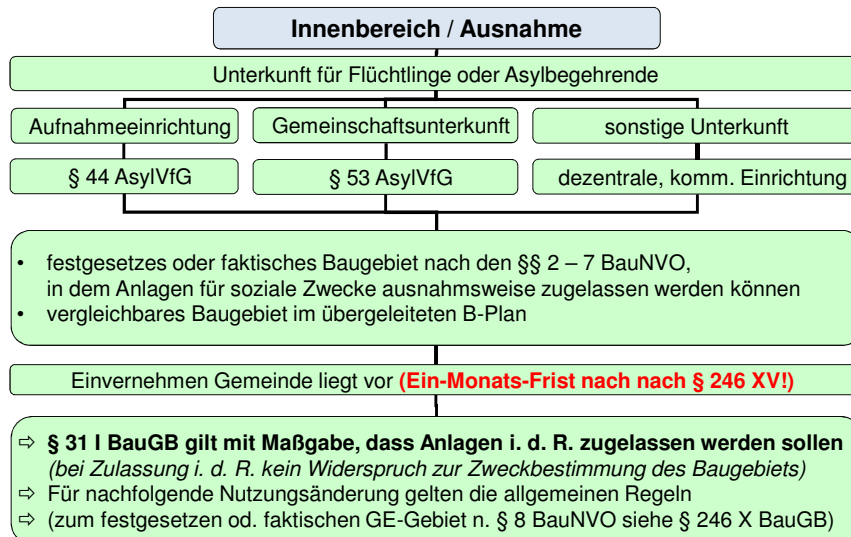 Innenbereich / Ausnahme
Unterkunft für Flüchtlinge oder Asylbegehrende
Aufnahmeeinrichtung
Gemeinschaftsunterkunft
sonstige Unterkunft
§ 44 AsylVfG
§ 53 AsylVfG
dezentrale, komm. Einrichtung
• festgesetzes oder faktisches Baugebiet nach den §§ 2 – 7 BauNVO,
in dem Anlagen für soziale Zwecke ausnahmsweise zugelassen werden können
• vergleichbares Baugebiet im übergeleiteten B-Plan
Einvernehmen Gemeinde liegt vor (Ein-Monats-Frist nach nach § 246 XV!)
⇨ § 31 I BauGB gilt mit Maßgabe, dass Anlagen i. d. R. zugelassen werden sollen
(bei Zulassung i. d. R. kein Widerspruch zur Zweckbestimmung des Baugebiets)
⇨ Für nachfolgende Nutzungsänderung gelten die allgemeinen Regeln
⇨ (zum festgesetzen od. faktischen GE-Gebiet n. § 8 BauNVO siehe § 246 X BauGB)